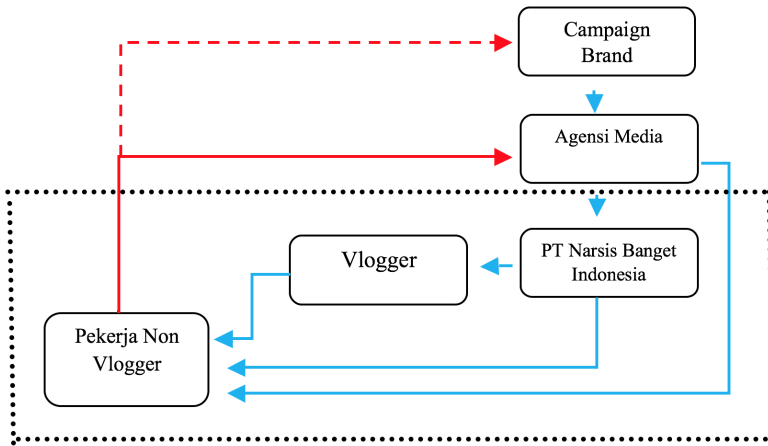 Campaign
Brand
Agensi Media
PT Narsis Banget
Indonesia
Vlogger
Pekerja Non
Vlogger